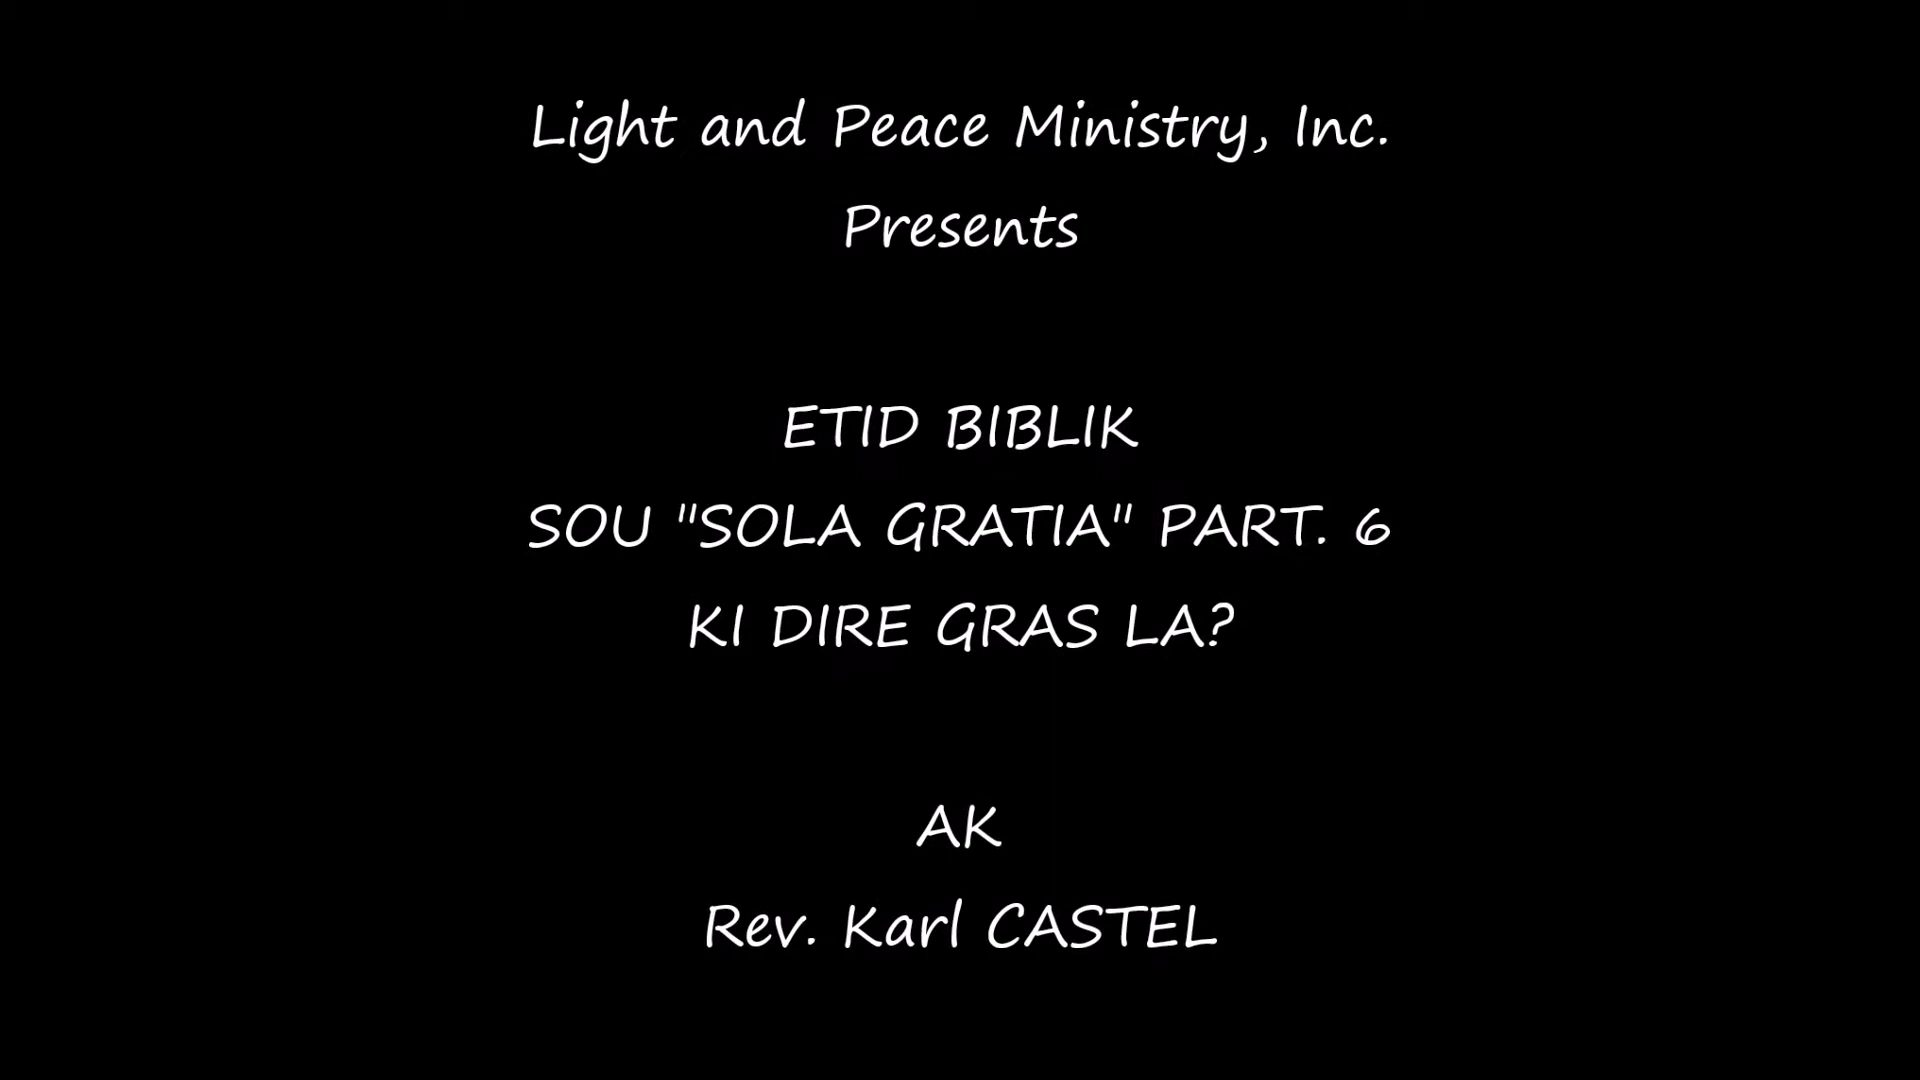 Light and Peace Ministry, Inc.
Presents
ETID BIBLIK
SOU "SOLA GRATIA" PART. 6
KI DIRE GRAS LA?
AK
Rev. Karl CASTEL